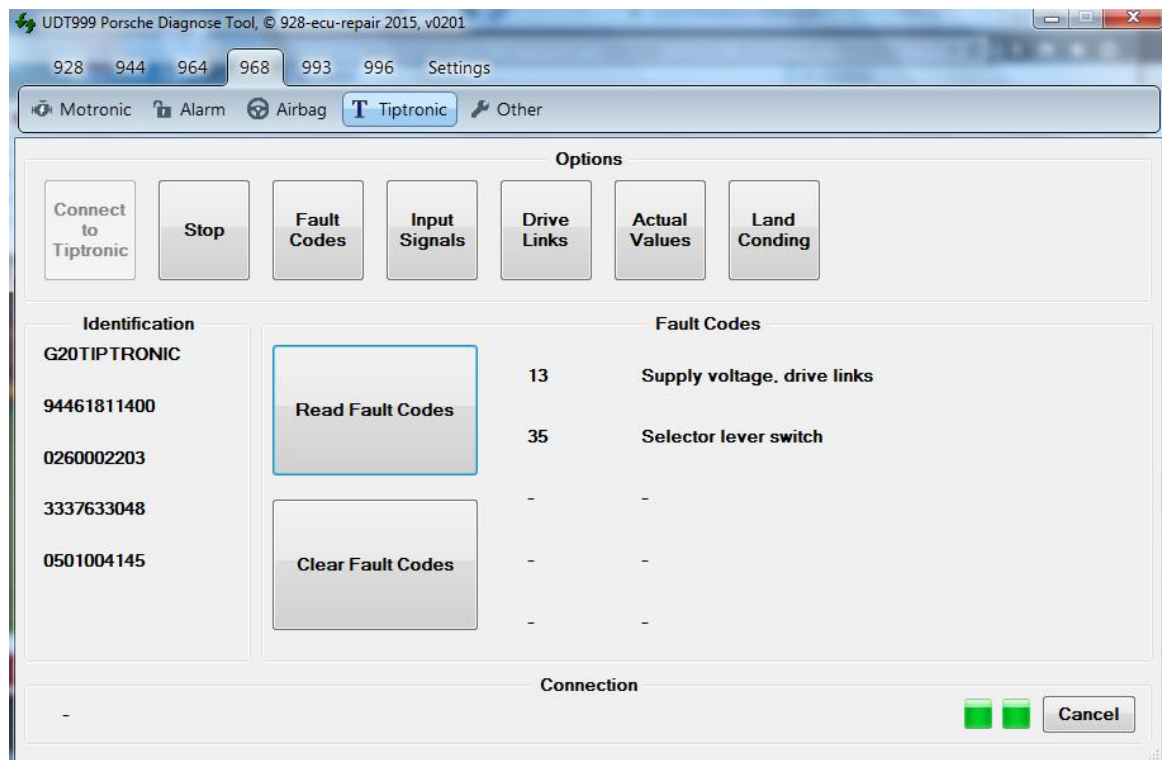 UDT999 Porsche Diagnose Tool, © 928-ecu-repair 2015, v0201
928 944 964 968 993 996 Settings
Motronic Alarm Airbag T Tiptronic Other
Options
Connect
to
Tiptronic
Stop
Fault
Codes
Input
Signals
Drive
Links
Actual
Values
Land
Conding
Identification
G20TIPTRONIC
94461811400
0260002203
3337633048
0501004145
Fault Codes
Read Fault Codes
Clear Fault Codes
13 Supply voltage, drive links
35 Selector lever switch
- -
- -
- -
Connection
-
Cancel